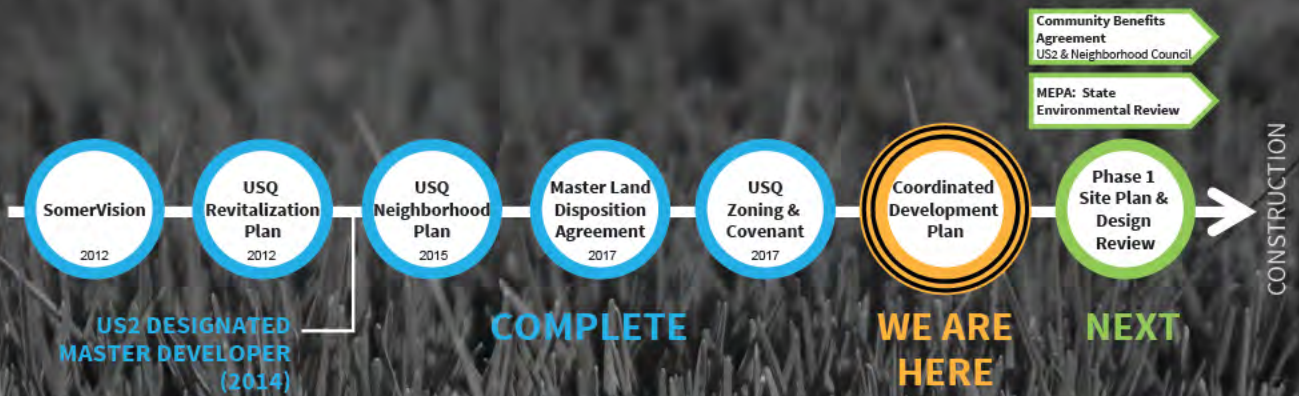 Community Benefits
Agreement
US2 & Neighborhood Council
MEPA: State
Environmental Review
SomerVision
2012
USQ
Revitalization
Plan
2012
USQ
Neighborhood
Plan
2015
Master Land
Disposition
Agreement
2017
USQ
Zoning &
Covenant
2017
Coordinated
Development
Plan
Phase 1
Site Plan &
Design
Review
CONSTRUCTION
US2 DESIGNATED
MASTER DEVELOPER
(2014)
COMPLETE
WE ARE
HERE
NEXT